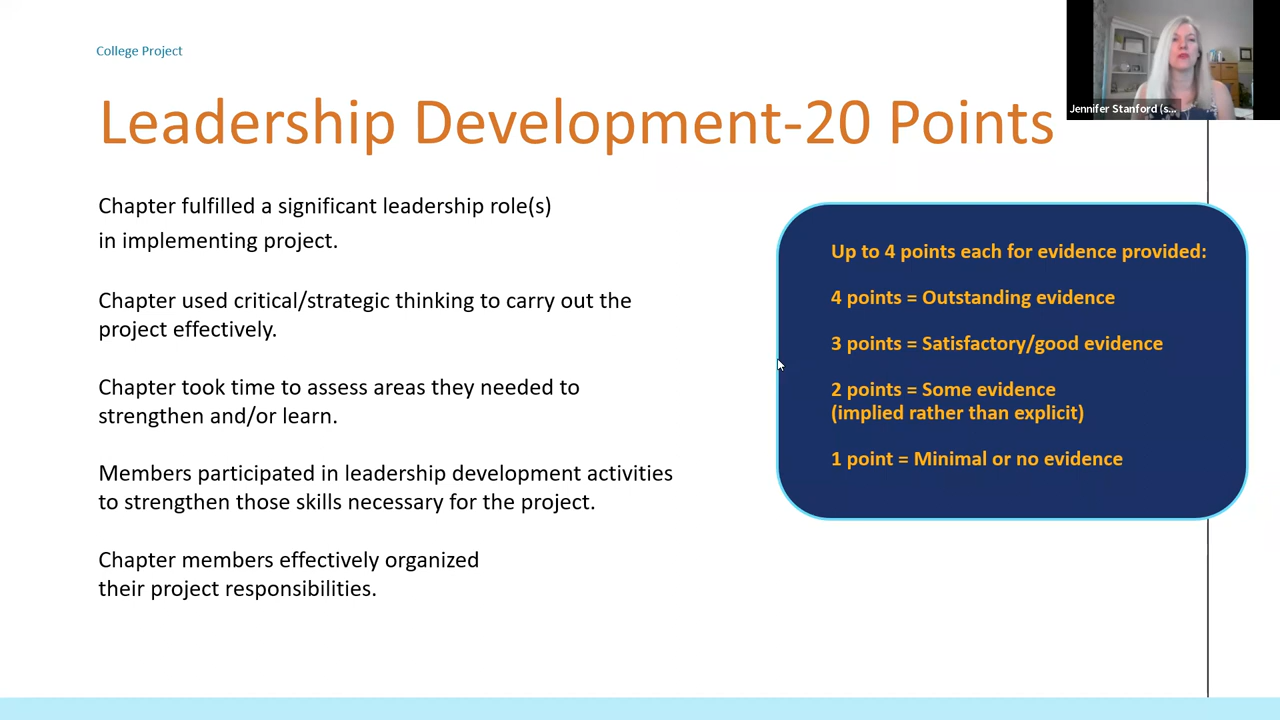 College Project
Jennifer Stanford (s...
Leadership Development-20 Points
Chapter fulfilled a significant leadership role(s)
in implementing project.
Chapter used critical/strategic thinking to carry out the
project effectively.
Chapter took time to assess areas they needed to
strengthen and/or learn.
Members participated in leadership development activities
to strengthen those skills necessary for the project.
Chapter members effectively organized
their project responsibilities.
Up to 4 points each for evidence provided:
4 points = Outstanding evidence
3 points = Satisfactory/good evidence
2 points = Some evidence
(implied rather than explicit)
1 point = Minimal or no evidence